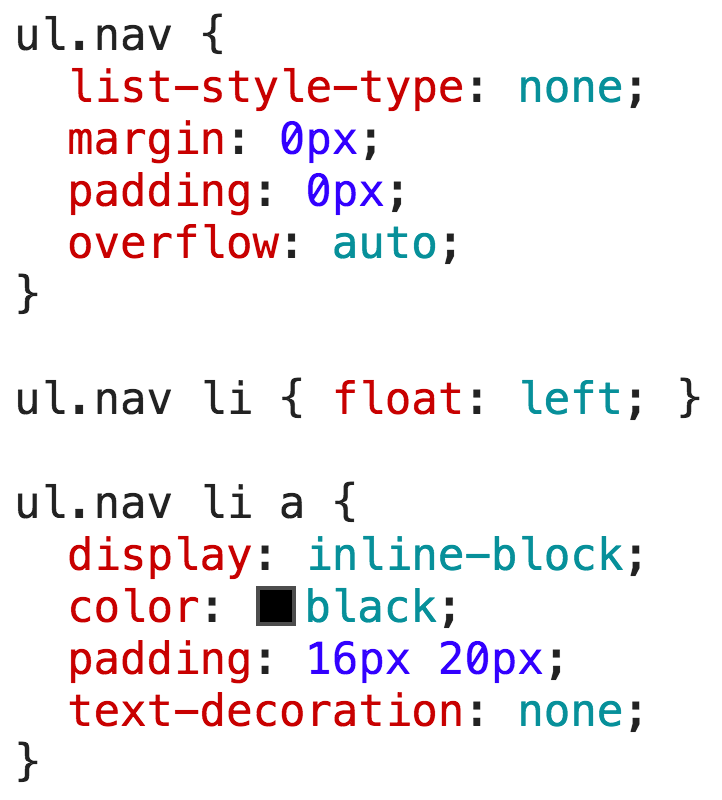 ul.nav {
  list-style-type: none;
  margin: 0px;
  padding: 0px;
  overflow: auto;
}

ul.nav li { float: left; }

ul.nav li a {
  display: inline-block;
  color: black;
  padding: 16px 20px;
  text-decoration: none;
}